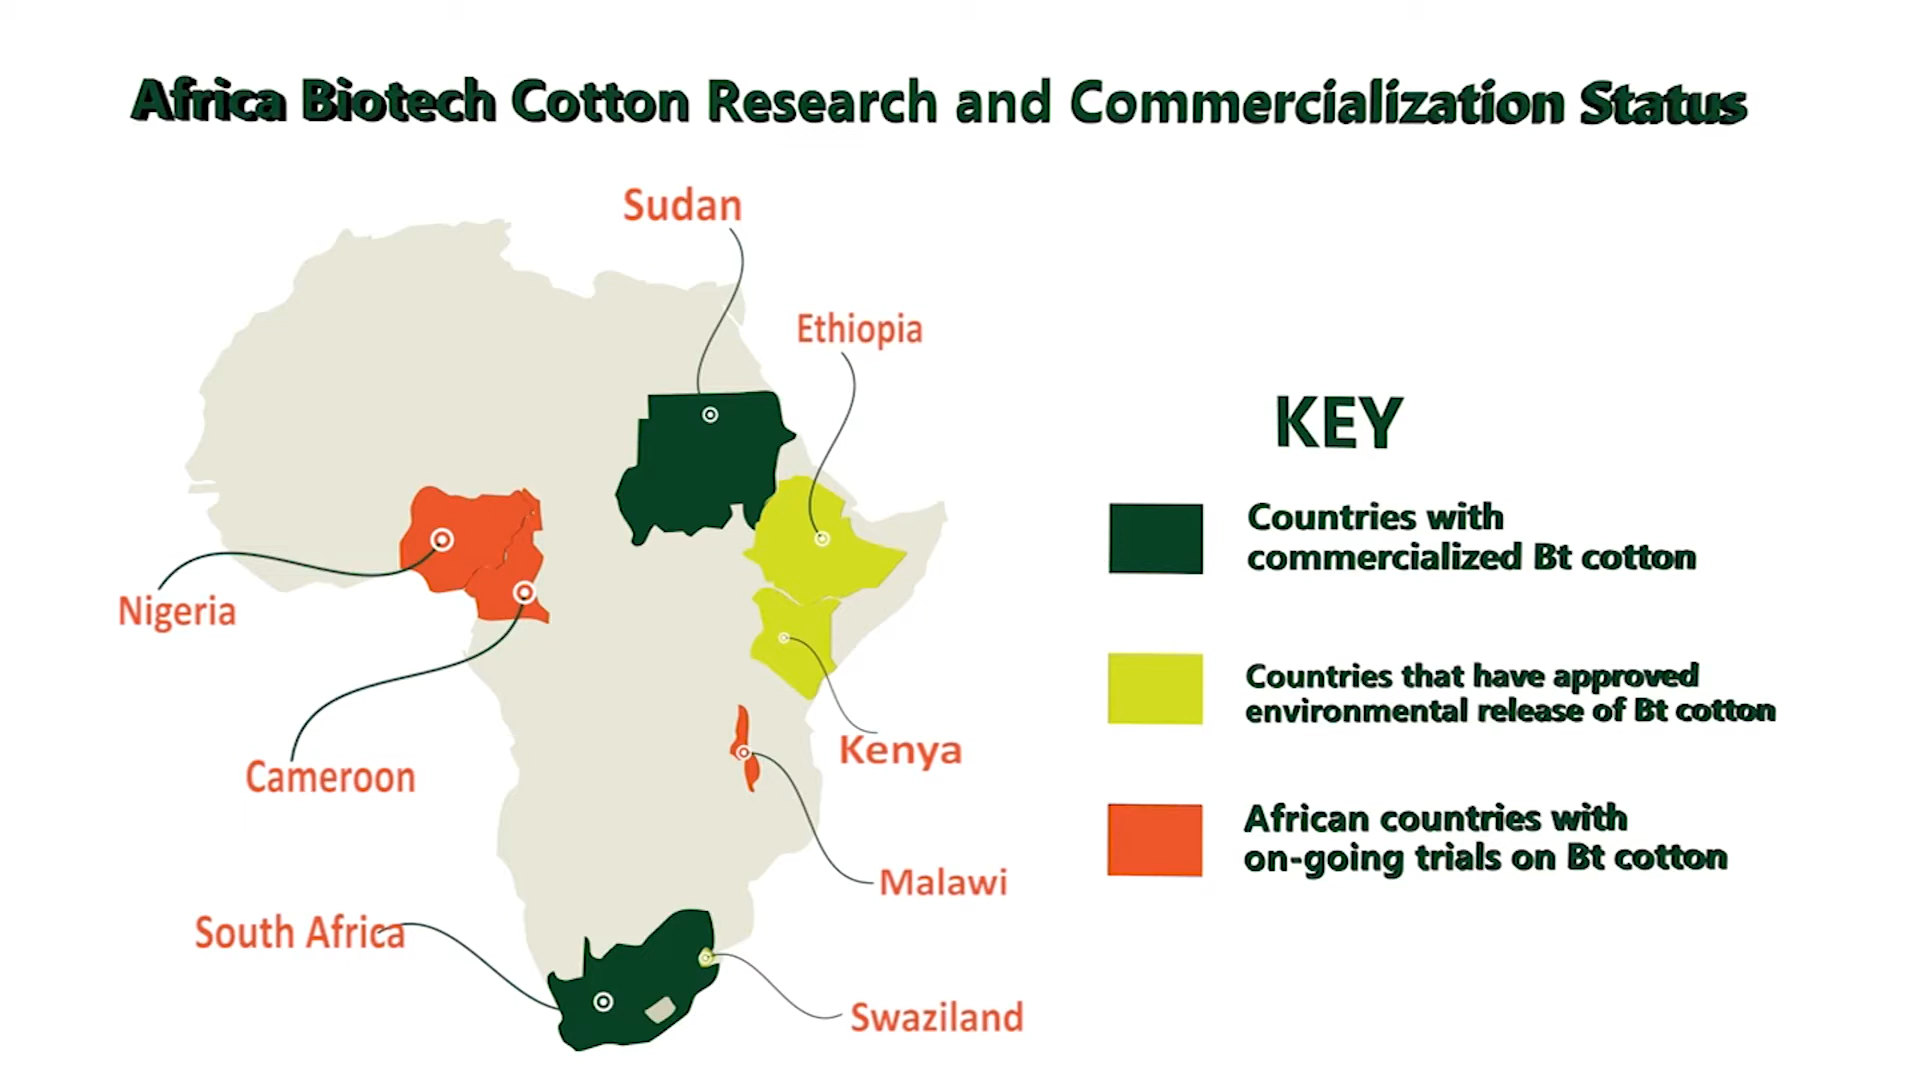 Africa Biotech Cotton Research and Commercialization Status
Sudan
Ethiopia
Nigeria
Cameroon
Kenya
Malawi
South Africa
Swaziland
KEY
Countries with
commercialized Bt cotton
Countries that have approved
environmental release of Bt cotton
African countries with
on-going trials on Bt cotton